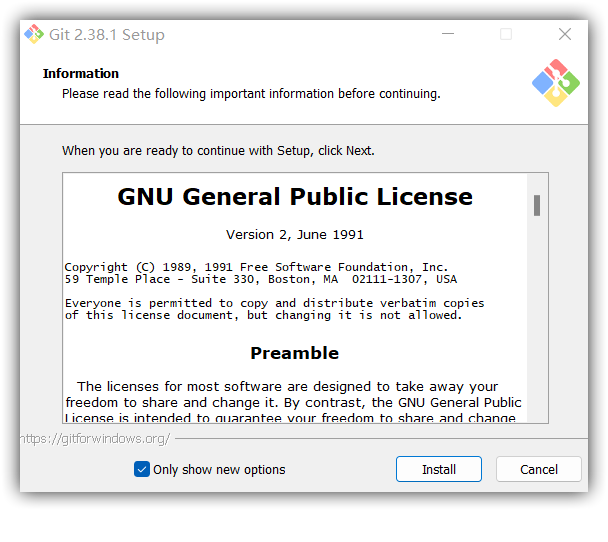 Git 2.38.1 Setup
Information
Please read the following important information before continuing.
When you are ready to continue with Setup, click Next.
GNU General Public License
Version 2, June 1991
Copyright (C) 1989, 1991 Free Software Foundation, Inc.
59 Temple Place - Suite 330, Boston, MA  02111-1307, USA
Everyone is permitted to copy and distribute verbatim copies
of this license document, but changing it is not allowed.
Preamble
The licenses for most software are designed to take away your
freedom to share and change it. By contrast, the GNU General Public
License is intended to guarantee your freedom to share and change
https://gitforwindows.org/
Only show new options
Install
Cancel